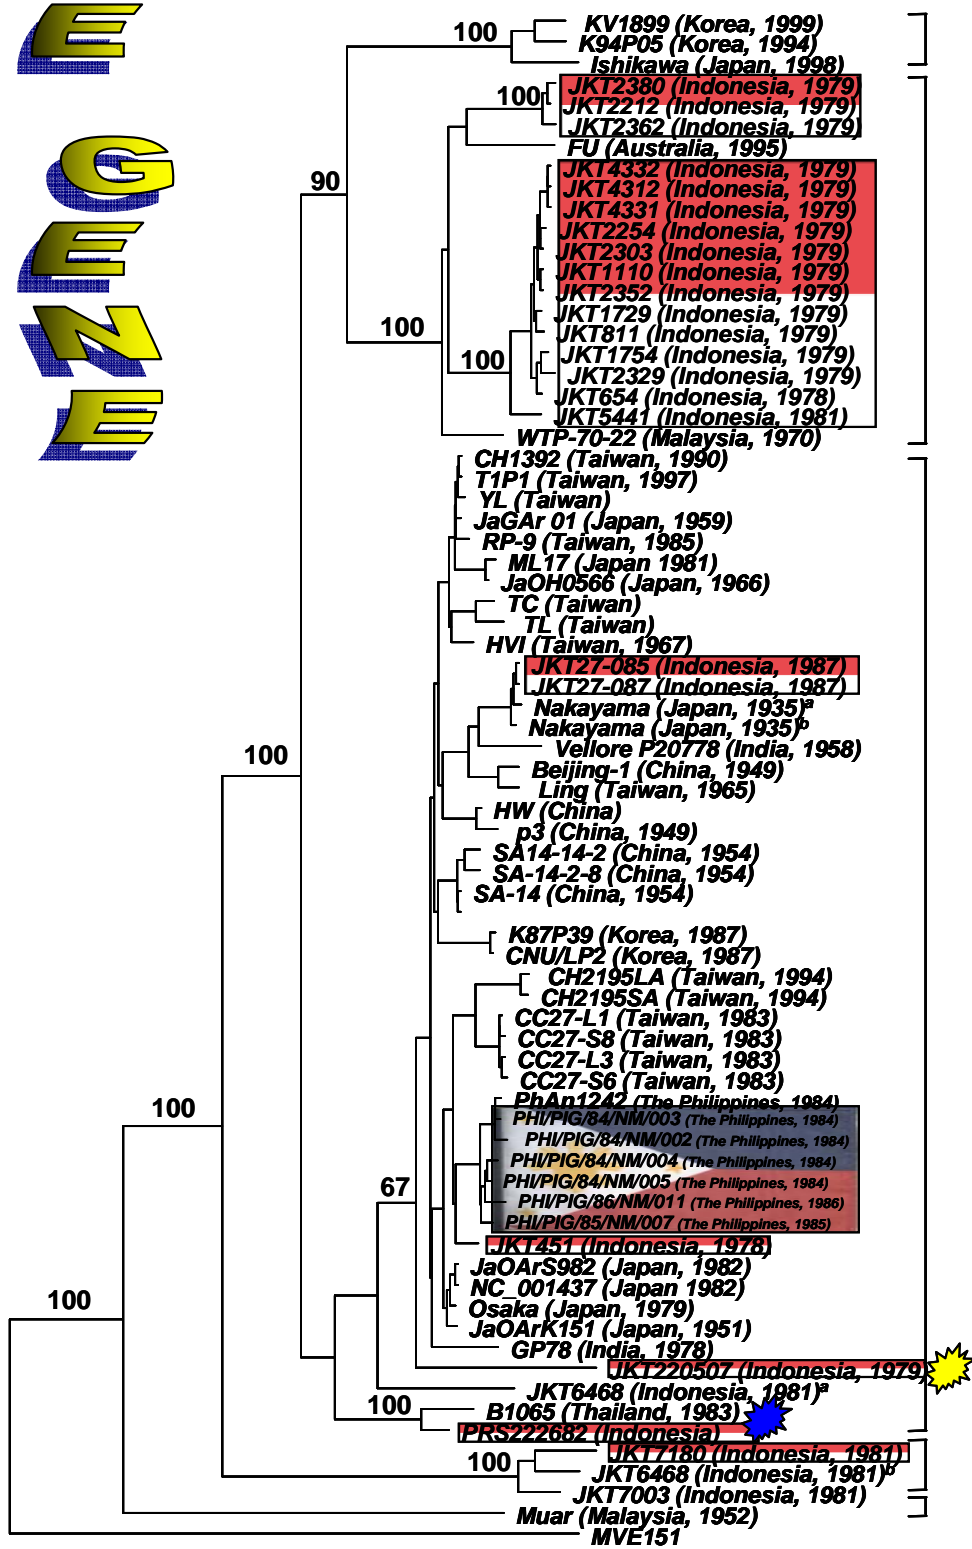 E
GENE
100
KV1899 (Korea, 1999)
K94P05 (Korea, 1994)
Ishikawa (Japan, 1998)
100
JKT2380 (Indonesia, 1979)
JKT2212 (Indonesia, 1979)
JKT2362 (Indonesia, 1979)
FU (Australia, 1995)
90
JKT4332 (Indonesia, 1979)
JKT4312 (Indonesia, 1979)
JKT4331 (Indonesia, 1979)
JKT2254 (Indonesia, 1979)
JKT2303 (Indonesia, 1979)
JKT1110 (Indonesia, 1979)
JKT2352 (Indonesia, 1979)
JKT1729 (Indonesia, 1979)
100
JKT811 (Indonesia, 1979)
100
JKT1754 (Indonesia, 1979)
JKT2329 (Indonesia, 1979)
JKT654 (Indonesia, 1978)
JKT5441 (Indonesia, 1981)
WTP-70-22 (Malaysia, 1970)
CH1392 (Taiwan, 1990)
T1P1 (Taiwan, 1997)
YL (Taiwan)
JaGAr 01 (Japan, 1959)
RP-9 (Taiwan, 1985)
ML17 (Japan 1981)
JaOH0566 (Japan, 1966)
TC (Taiwan)
TL (Taiwan)
HVI (Taiwan, 1967)
JKT27-085 (Indonesia, 1987)
JKT27-087 (Indonesia, 1987)
Nakayama (Japan, 1935)a
Nakayama (Japan, 1935)b
Vellore P20778 (India, 1958)
100
Beijing-1 (China, 1949)
Ling (Taiwan, 1965)
HW (China)
p3 (China, 1949)
SA14-14-2 (China, 1954)
SA-14-2-8 (China, 1954)
SA-14 (China, 1954)
K87P39 (Korea, 1987)
CNU/LP2 (Korea, 1987)
CH2195LA (Taiwan, 1994)
CH2195SA (Taiwan, 1994)
CC27-L1 (Taiwan, 1983)
CC27-S8 (Taiwan, 1983)
CC27-L3 (Taiwan, 1983)
CC27-S6 (Taiwan, 1983)
PhAn1242 (The Philippines, 1984)
100
PHI/PIG/84/NM/003 (The Philippines, 1984)
PHI/PIG/84/NM/002 (The Philippines, 1984)
PHI/PIG/84/NM/004 (The Philippines, 1984)
PHI/PIG/84/NM/005 (The Philippines, 1984)
67
PHI/PIG/86/NM/011 (The Philippines, 1986)
PHI/PIG/85/NM/007 (The Philippines, 1985)
JKT451 (Indonesia, 1978)
JaOArS982 (Japan, 1982)
NC_001437 (Japan 1982)
100
Osaka (Japan, 1979)
JaOArK151 (Japan, 1951)
GP78 (India, 1978)
JKT220507 (Indonesia, 1979)
JKT6468 (Indonesia, 1981)a
100
B1065 (Thailand, 1983)
PRS222682 (Indonesia)
JKT7180 (Indonesia, 1981)
100
JKT6468 (Indonesia, 1981)b
JKT7003 (Indonesia, 1981)
Muar (Malaysia, 1952)
MVE151